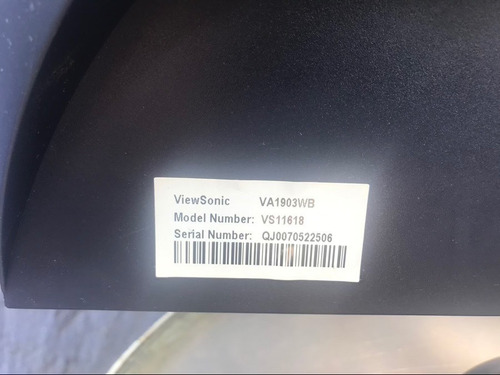 ViewSonic VA1903WB
Model Number: VS11618
Serial Number: QJ0070522506